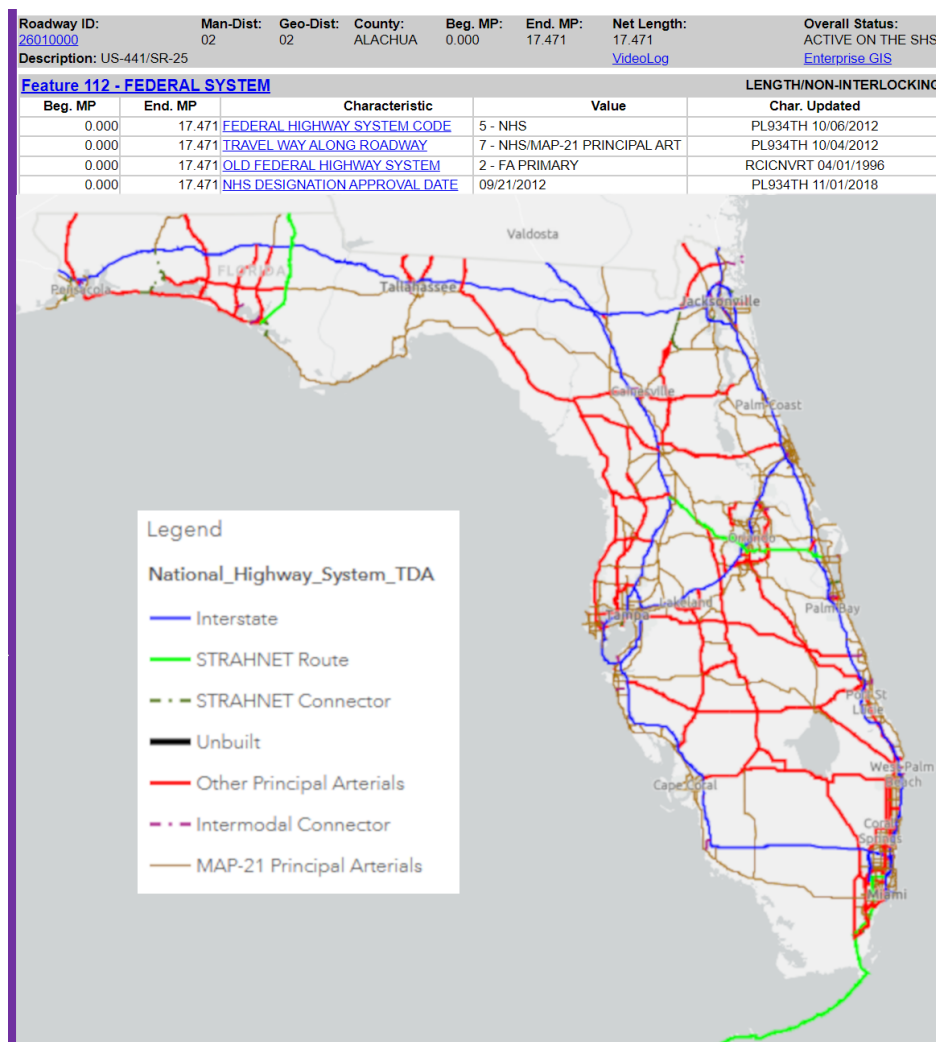 Roadway ID: Man-Dist: Geo-Dist: County: Beg. MP: End. MP: Net Length: Overall Status:
26010000 02 02 ALACHUA 0.000 17.471 17.471 ACTIVE ON THE SHS
Description: US-441/SR-25 VideoLog Enterprise GIS
Feature 112 - FEDERAL SYSTEM LENGTH/NON-INTERLOCKING
Beg. MP End. MP Characteristic Value Char. Updated
0.000 17.471 FEDERAL HIGHWAY SYSTEM CODE 5 - NHS PL934TH 10/06/2012
0.000 17.471 TRAVEL WAY ALONG ROADWAY 7 - NHS/MAP-21 PRINCIPAL ART PL934TH 10/04/2012
0.000 17.471 OLD FEDERAL HIGHWAY SYSTEM 2 - FA PRIMARY RCICNVRT 04/01/1996
0.000 17.471 NHS DESIGNATION APPROVAL DATE 09/21/2012 PL934TH 11/01/2018
Valdosta
FLORIDA
Pensacola
Tallahassee
Jacksonville
Gainesville
Palm Coast
Orlando
Lakeland
Tampa
Palm Bay
Port St
Lucie
West Palm
Beach
Cape Coral
Coral
Springs
Miami
Legend
National_Highway_System_TDA
Interstate
STRAHNET Route
STRAHNET Connector
Unbuilt
Other Principal Arterials
Intermodal Connector
MAP-21 Principal Arterials